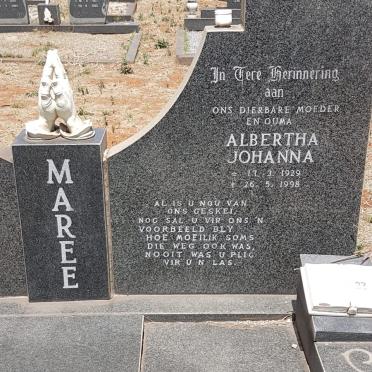 MAREE
In Tere Herinnering
aan
ONS DIERBARE MOEDER
EN OUMA
ALBERTHA
JOHANNA
= 17. 3. 1929
+ 26. 5. 1998
AL IS U NOU VAN
ONS GESKEI,
NOG SAL U VIR ONS 'N
VOORBEELD BLY
HOE MOEILIK SOMS
DIE WEG OOK WAS,
NOOIT WAS U PLIG
VIR U 'N LAS.